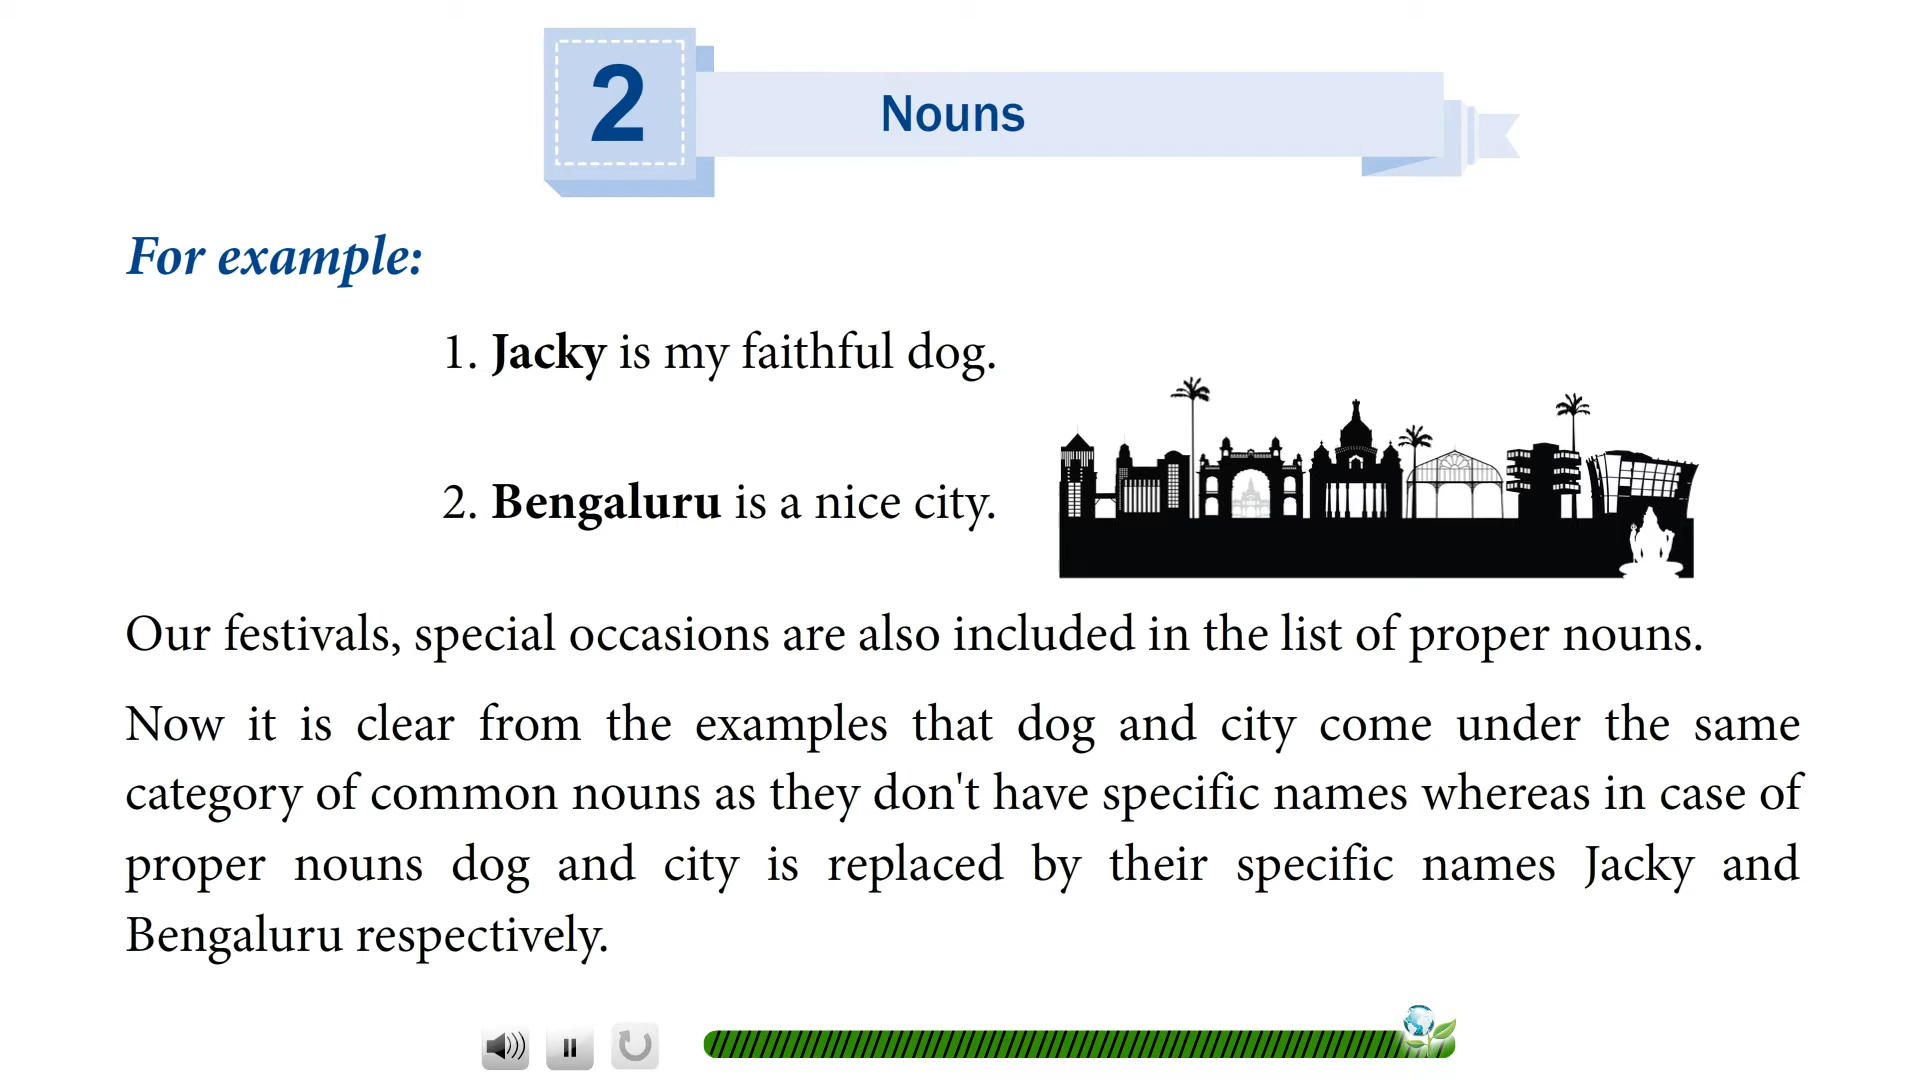 2
Nouns
For example:
1. Jacky is my faithful dog.
2. Bengaluru is a nice city.
Our festivals, special occasions are also included in the list of proper nouns.
Now it is clear from the examples that dog and city come under the same
category of common nouns as they don't have specific names whereas in case of
proper nouns dog and city is replaced by their specific names Jacky and
Bengaluru respectively.